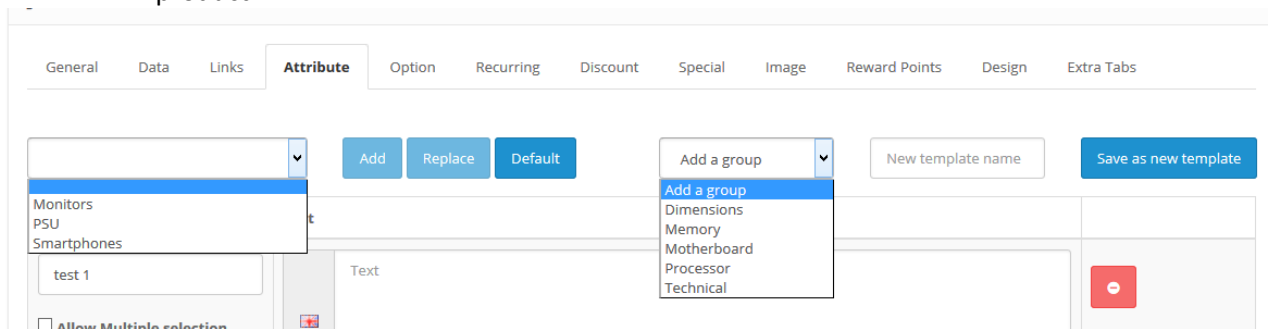 General Data Links Attribute Option Recurring Discount Special Image Reward Points Design Extra Tabs
Add Replace Default Add a group New template name Save as new template
Monitors
PSU
Smartphones
Add a group
Dimensions
Memory
Motherboard
Processor
Technical
test 1
Text
Allow Multiple selection